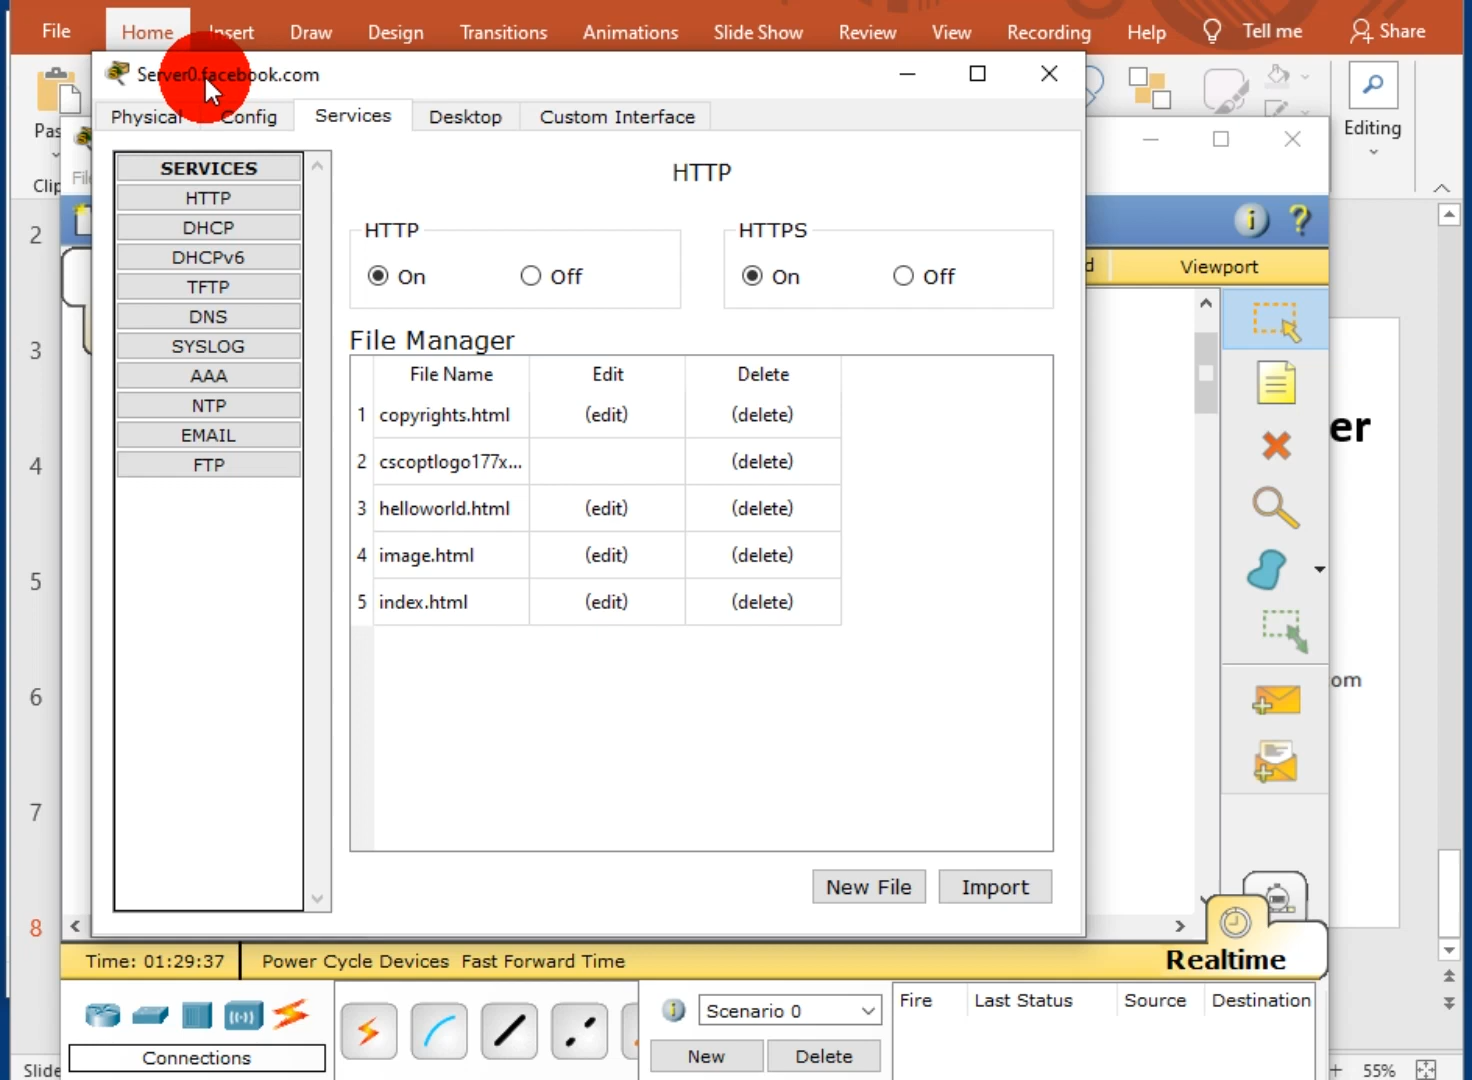 File Home Insert Draw Design Transitions Animations Slide Show Review View Recording Help Tell me Share
Server0.facebook.com
Editing
Physical Config Services Desktop Custom Interface
SERVICES
HTTP
DHCP
DHCPv6
TFTP
DNS
SYSLOG
AAA
NTP
EMAIL
FTP
HTTP
HTTP
On Off
HTTPS
On Off
File Manager
File Name Edit Delete
1 copyrights.html (edit) (delete)
2 cscoptlogo177x... (delete)
3 helloworld.html (edit) (delete)
4 image.html (edit) (delete)
5 index.html (edit) (delete)
New File Import
Viewport
er
om
2
3
4
5
6
7
8
Time: 01:29:37 Power Cycle Devices Fast Forward Time Realtime
Connections
Scenario 0
New Delete
Fire Last Status Source Destination
Slide
55%